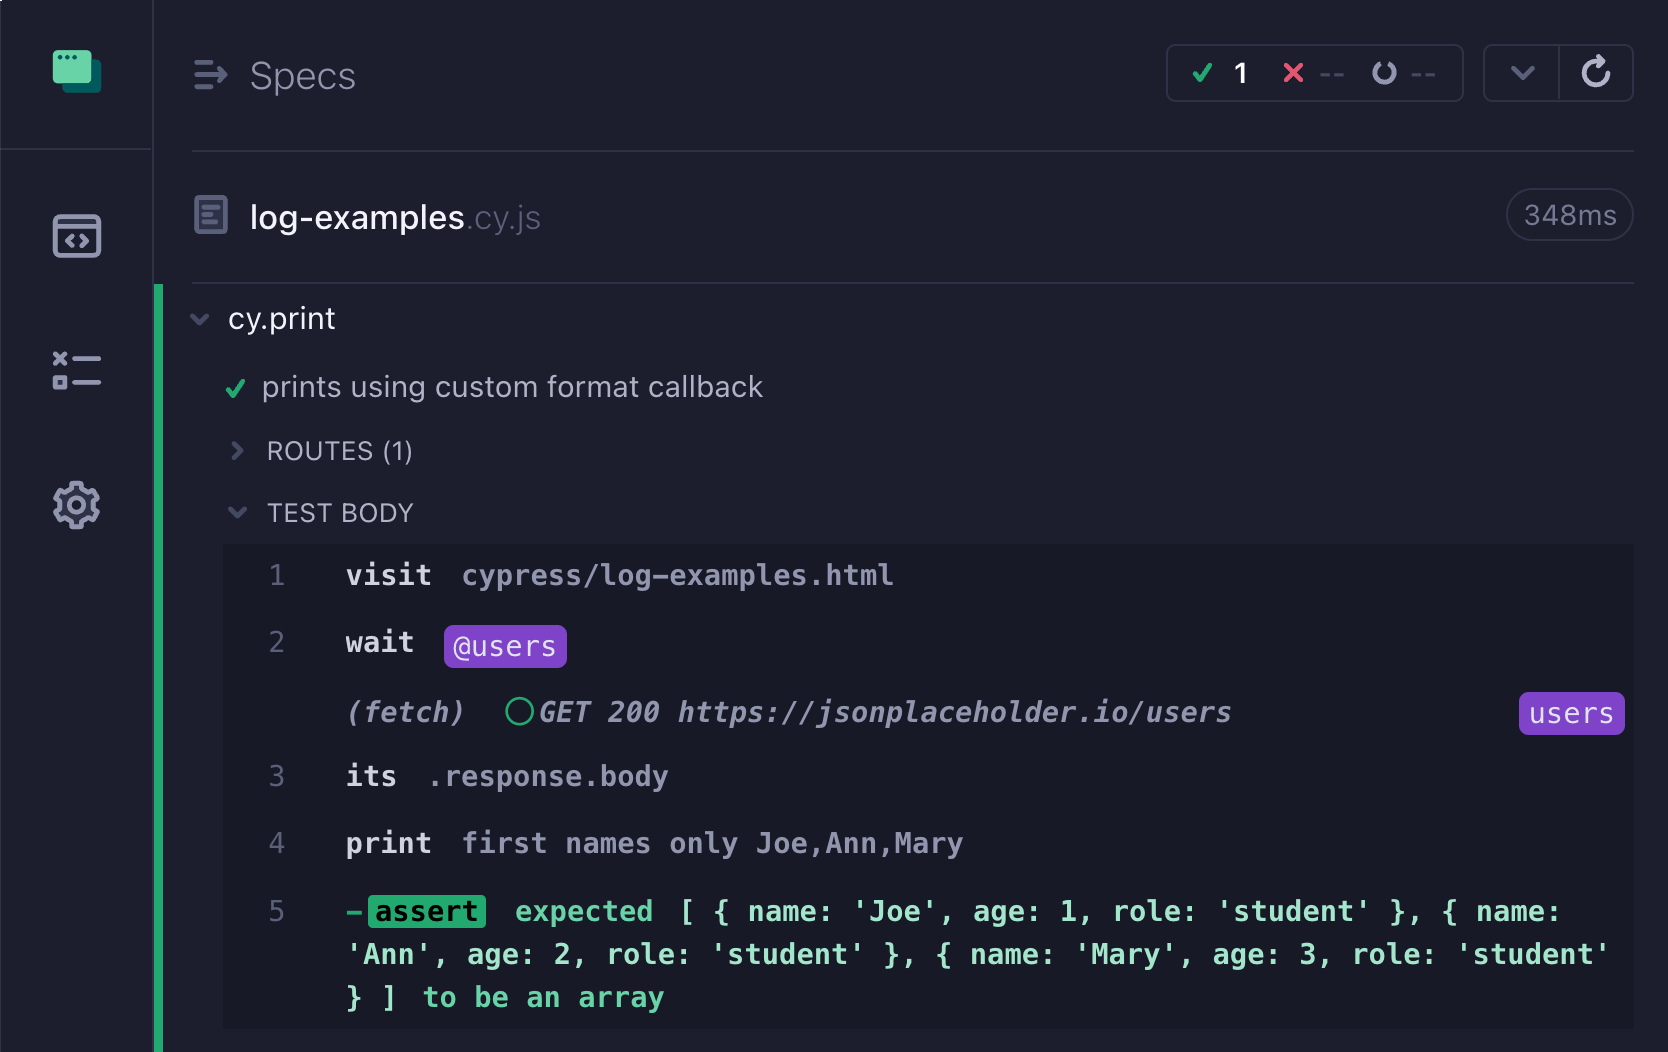 Specs
1 -- --
log-examples.cy.js
348ms
cy.print
prints using custom format callback
ROUTES (1)
TEST BODY
1 visit cypress/log-examples.html
2 wait @users
(fetch) GET 200 https://jsonplaceholder.io/users users
3 its .response.body
4 print first names only Joe,Ann,Mary
5 -assert expected [ { name: 'Joe', age: 1, role: 'student' }, { name:
'Ann', age: 2, role: 'student' }, { name: 'Mary', age: 3, role: 'student'
} ] to be an array